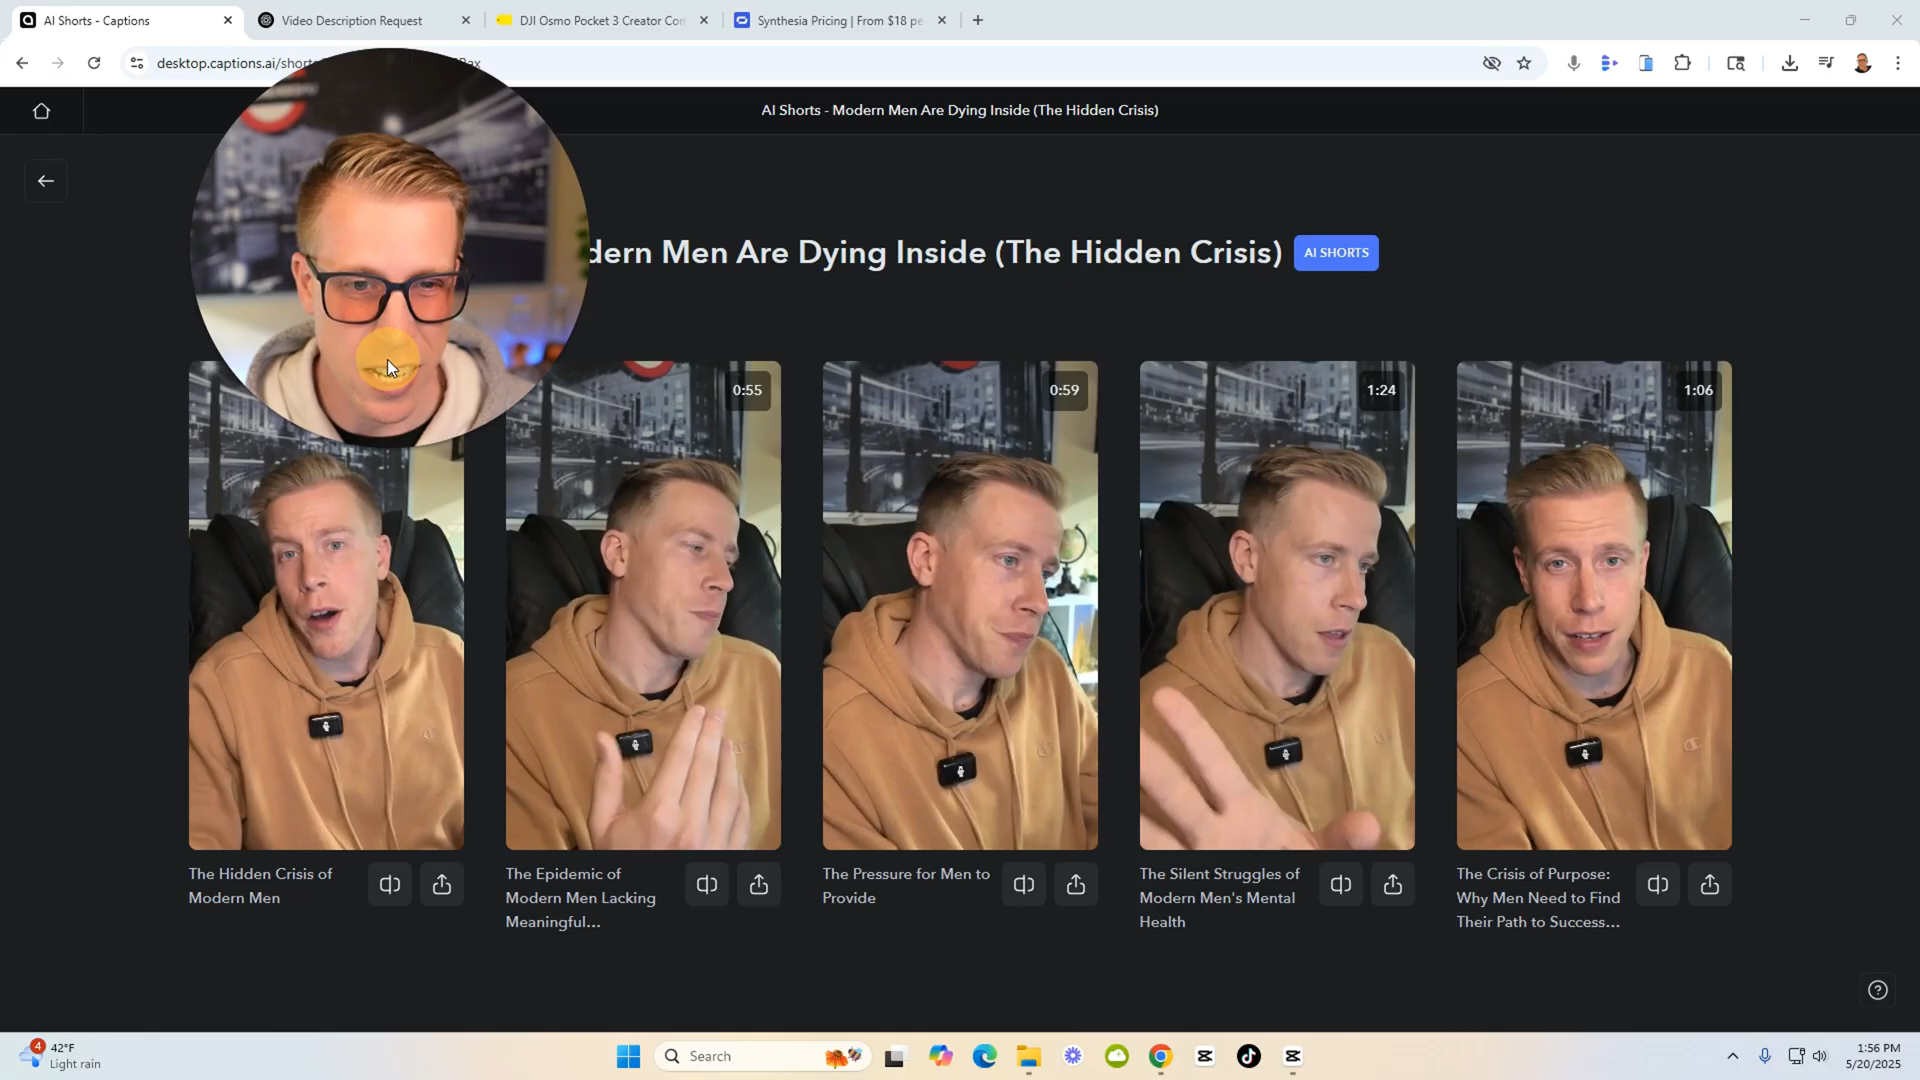 AI Shorts - Captions
Video Description Request
DJI Osmo Pocket 3 Creator Con
Synthesia Pricing | From $18 pe
desktop.captions.ai/short
AI Shorts - Modern Men Are Dying Inside (The Hidden Crisis)
dern Men Are Dying Inside (The Hidden Crisis)
AI SHORTS
0:55
0:59
1:24
1:06
The Hidden Crisis of
Modern Men
The Epidemic of
Modern Men Lacking
Meaningful...
The Pressure for Men to
Provide
The Silent Struggles of
Modern Men's Mental
Health
The Crisis of Purpose:
Why Men Need to Find
Their Path to Success...
4
42°F
Light rain
Search
1:56 PM
5/20/2025